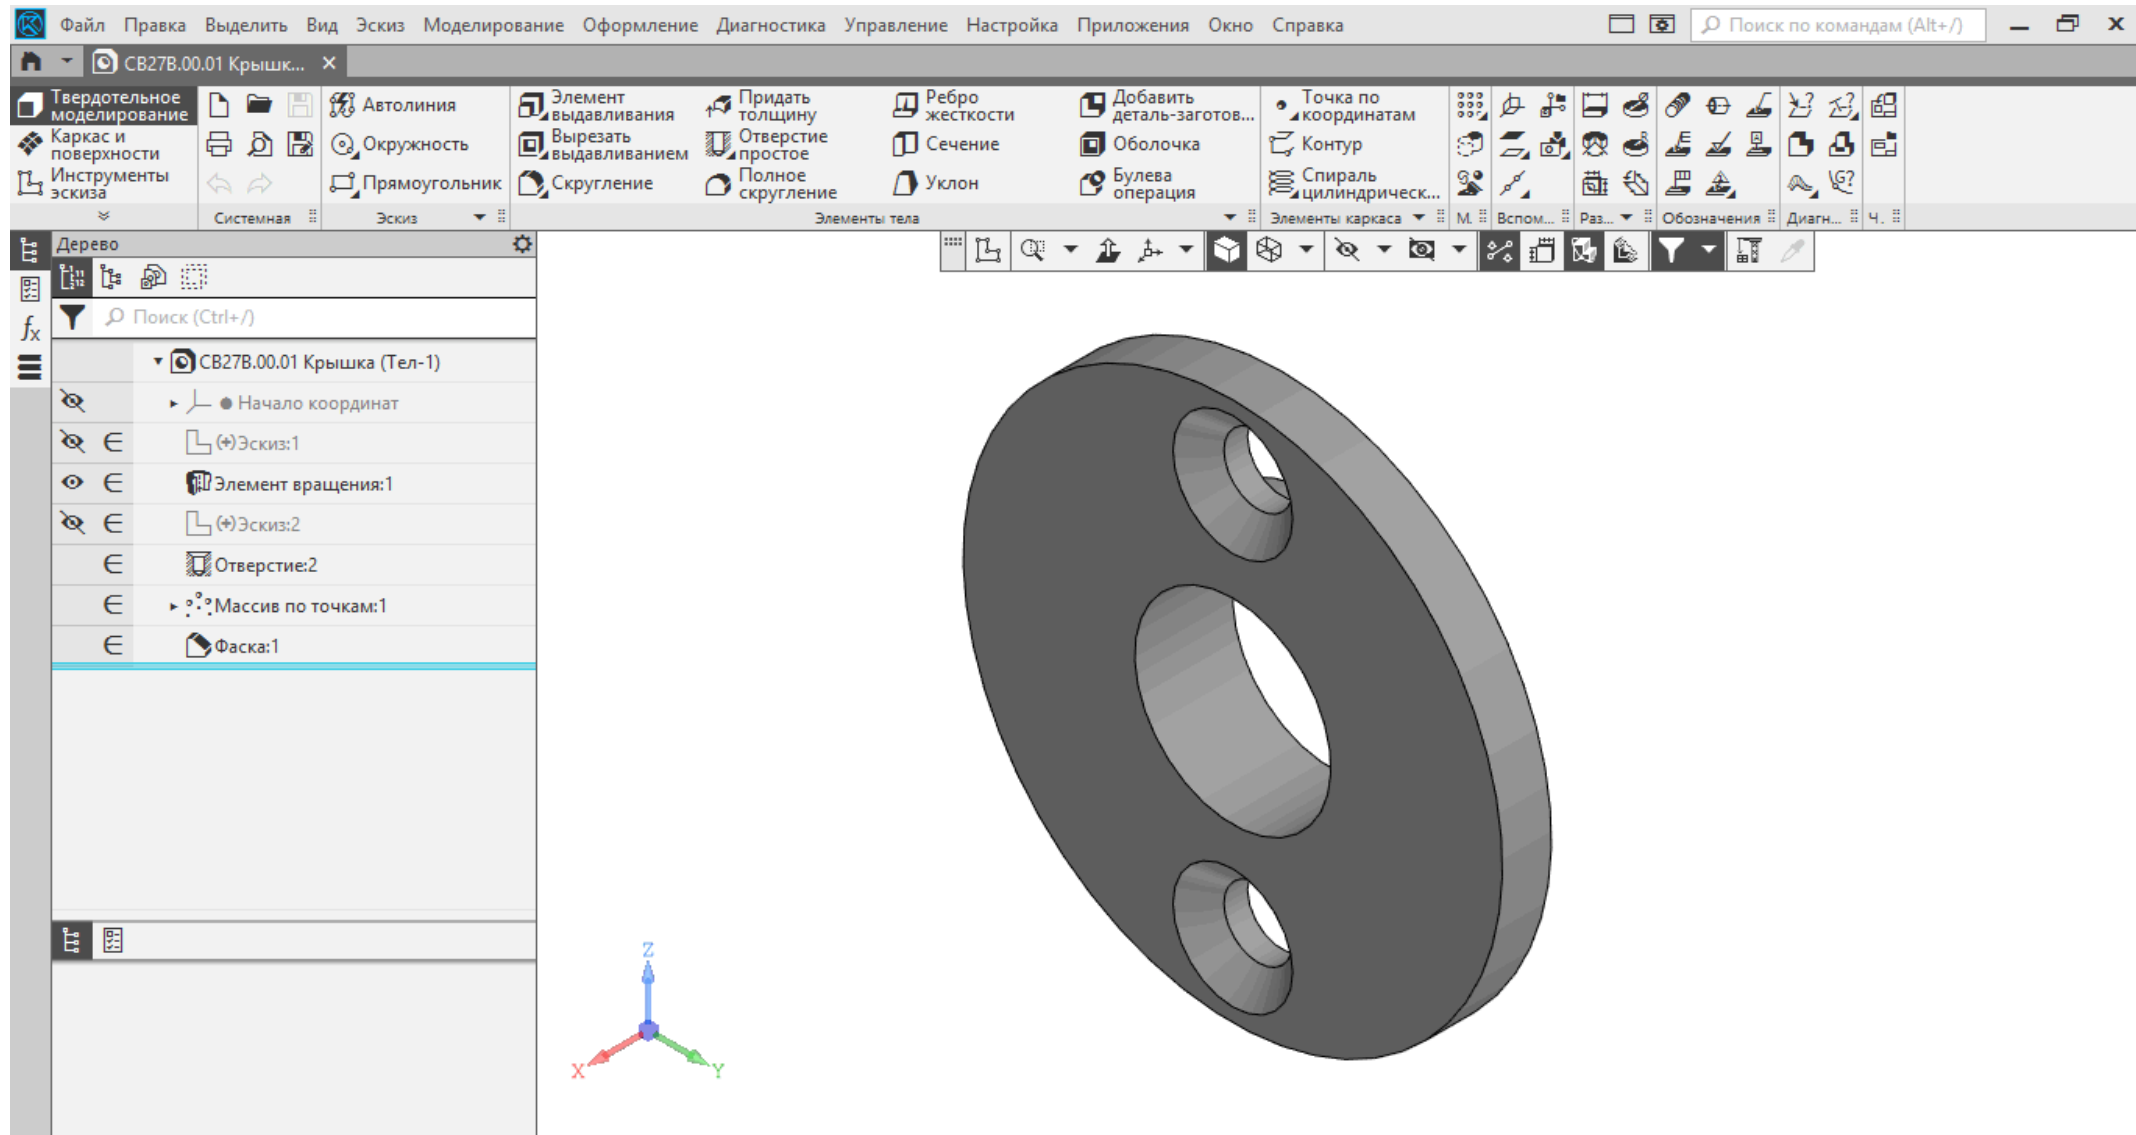 Файл Правка Выделить Вид Эскиз Моделирование Оформление Диагностика Управление Настройка Приложения Окно Справка Поиск по командам (Alt+/)
СВ27В.00.01 Крышк...
Твердотельное моделирование
Каркас и поверхности
Инструменты эскиза
Системная
Автолиния
Окружность
Прямоугольник
Эскиз
Элемент выдавливания
Вырезать выдавливанием
Скругление
Придать толщину
Отверстие простое
Полное скругление
Ребро жесткости
Сечение
Уклон
Добавить деталь-заготов...
Оболочка
Булева операция
Элементы тела
Точка по координатам
Контур
Спираль цилиндрическ...
Элементы каркаса
М.
Вспом...
Раз...
Обозначения
Диагн...
Ч.
Дерево
Поиск (Ctrl+/)
СВ27В.00.01 Крышка (Тел-1)
Начало координат
(+)Эскиз:1
Элемент вращения:1
(+)Эскиз:2
Отверстие:2
Массив по точкам:1
Фаска:1
Z
X
Y